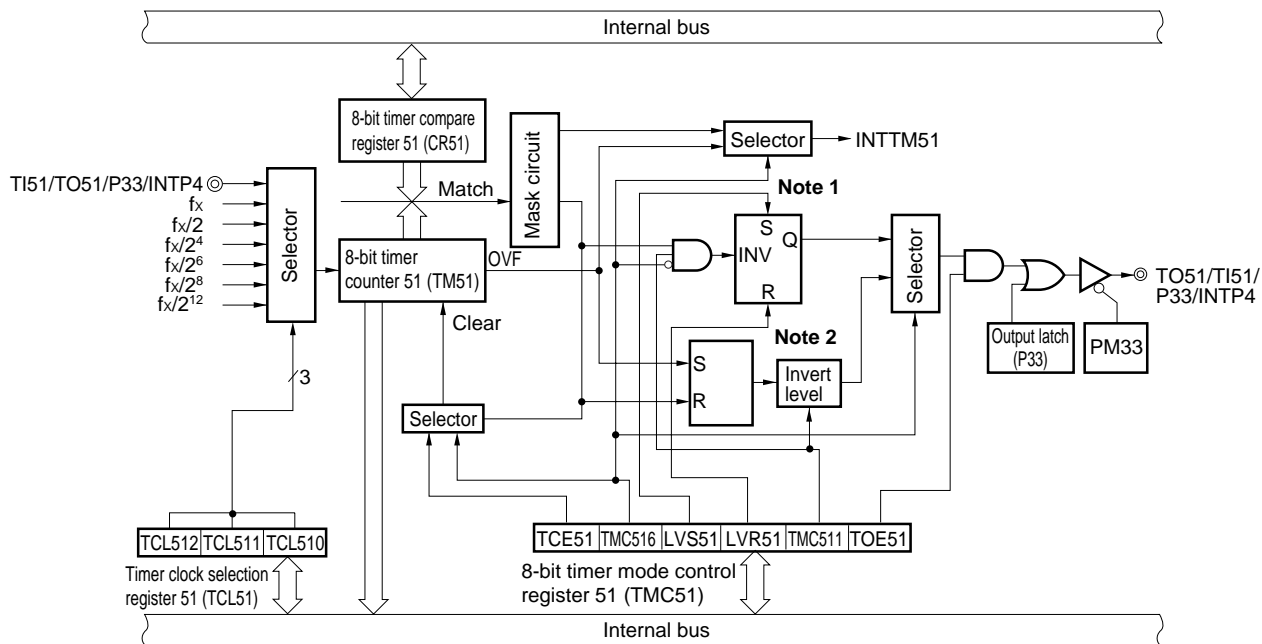 Internal bus
8-bit timer compare
register 51 (CR51)
Mask circuit
Selector
INTTM51
TI51/TO51/P33/INTP4
fX
fX/2
fX/2⁴
fX/2⁶
fX/2⁸
fX/2¹²
Selector
Match
Note 1
S
Q
INV
R
8-bit timer
counter 51 (TM51)
OVF
Clear
Selector
TO51/TI51/
P33/INTP4
Output latch
(P33)
PM33
Note 2
S
R
Invert
level
3
Selector
TCL512 TCL511 TCL510
Timer clock selection
register 51 (TCL51)
TCE51 TMC516 LVS51 LVR51 TMC511 TOE51
8-bit timer mode control
register 51 (TMC51)
Internal bus